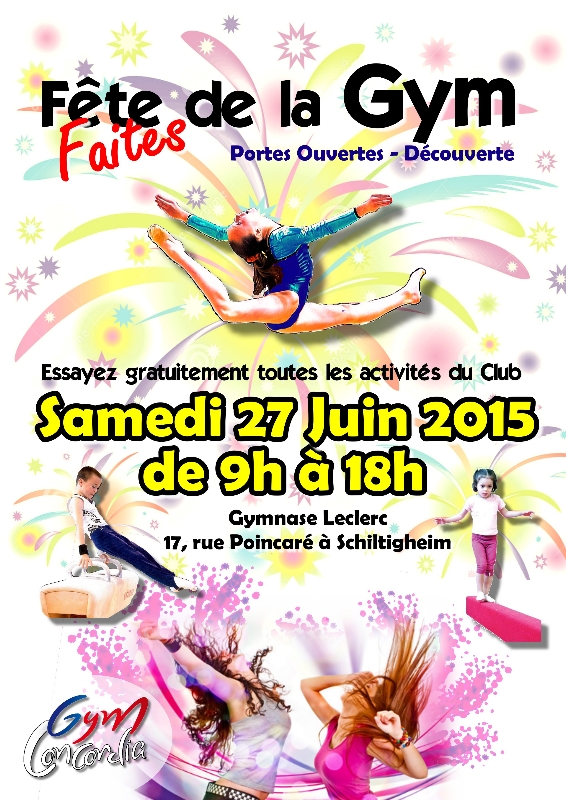 Fête de la Gym
Faites
Portes Ouvertes - Découverte
Essayez gratuitement toutes les activités du Club
Samedi 27 Juin 2015
de 9h à 18h
Gymnase Leclerc
17, rue Poincaré à Schiltigheim
Gym
Concordia